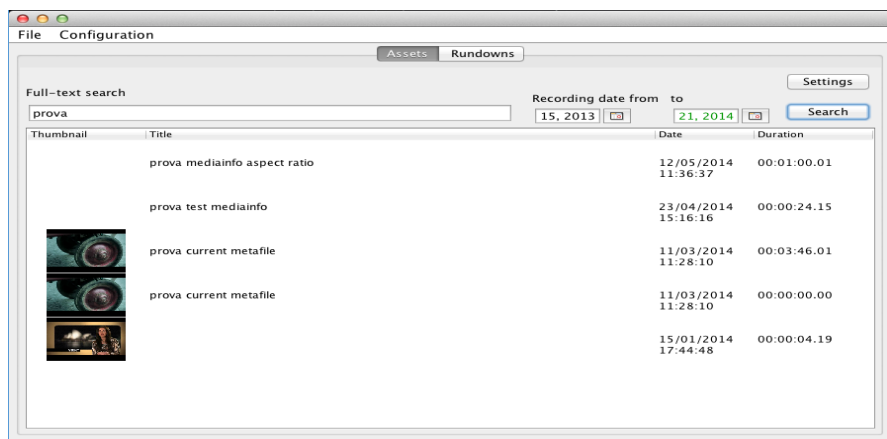 File Configuration
Assets Rundowns
Settings
Full-text search
Recording date from to
prova 15, 2013 21, 2014 Search
Thumbnail Title Date Duration
prova mediainfo aspect ratio 12/05/2014 00:01:00.01
11:36:37
prova test mediainfo 23/04/2014 00:00:24.15
15:16:16
prova current metafile 11/03/2014 00:03:46.01
11:28:10
prova current metafile 11/03/2014 00:00:00.00
11:28:10
15/01/2014 00:00:04.19
17:44:48